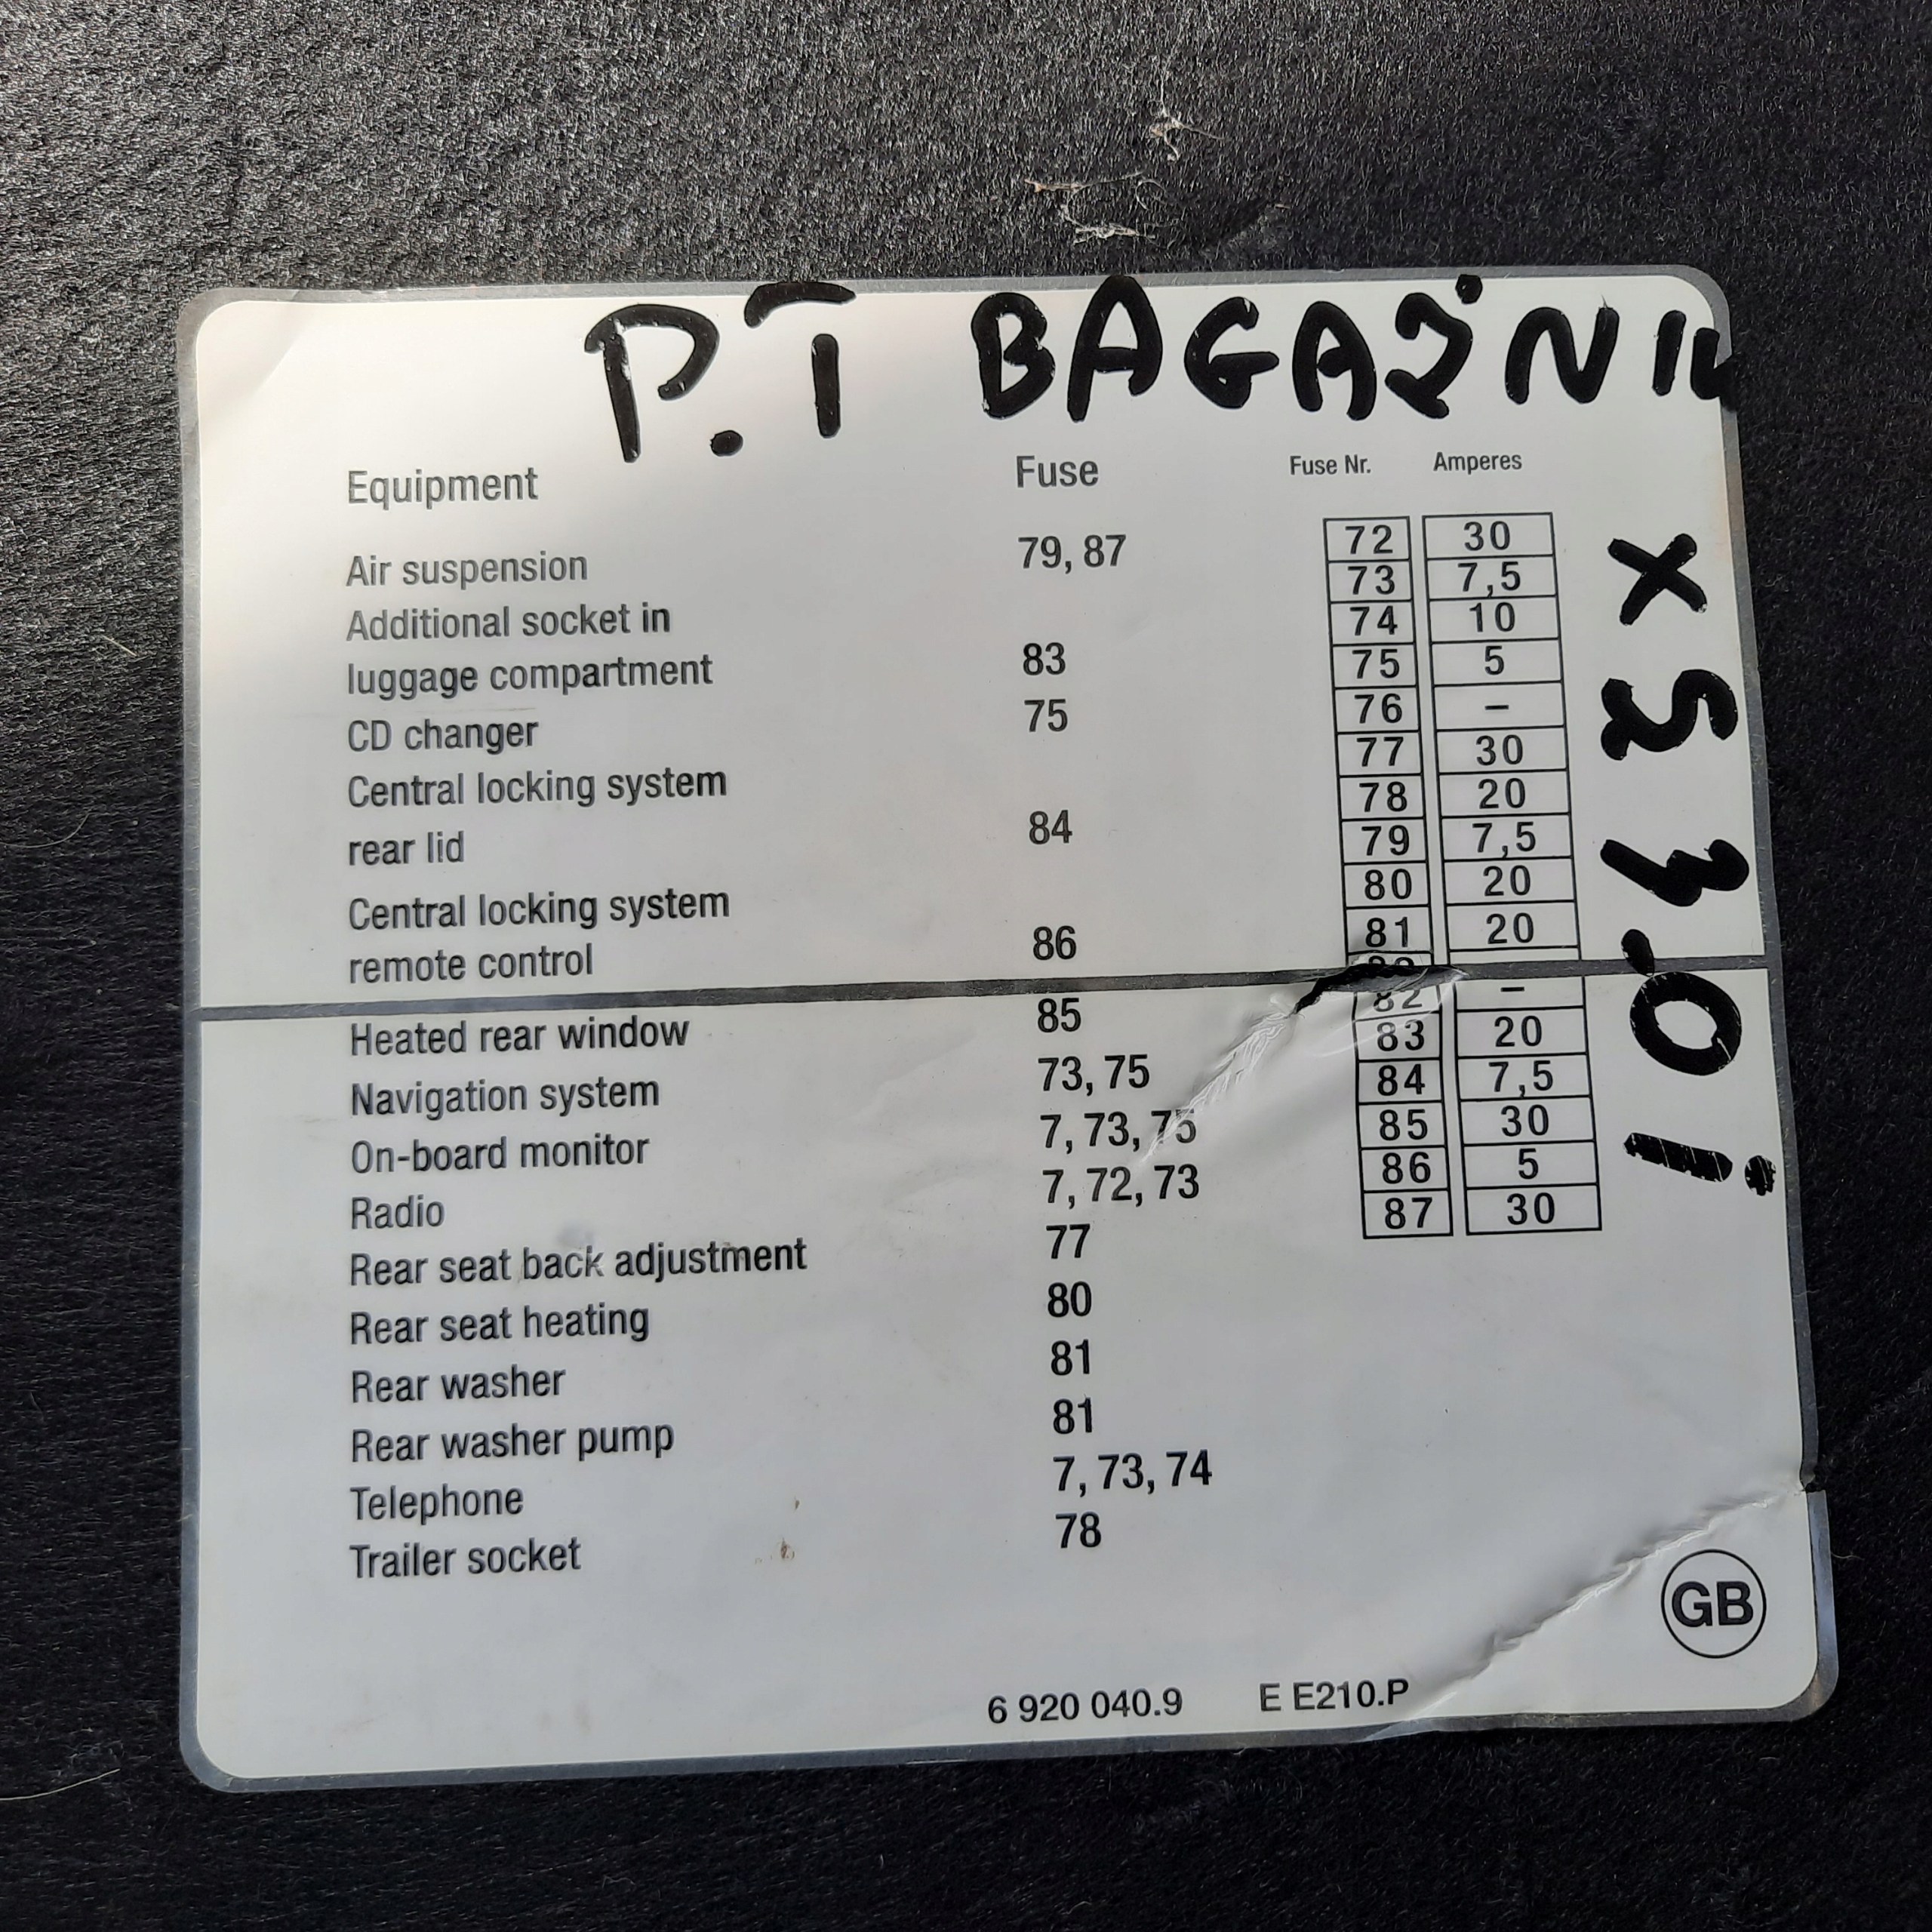 P.T BAGAŻNIK
Equipment Fuse Fuse Nr. Amperes
Air suspension 79, 87
Additional socket in
luggage compartment 83
CD changer 75
Central locking system
rear lid 84
Central locking system
remote control 86
Heated rear window 85
Navigation system 73, 75
On-board monitor 7, 73, 75
Radio 7, 72, 73
Rear seat back adjustment 77
Rear seat heating 80
Rear washer 81
Rear washer pump 81
Telephone 7, 73, 74
Trailer socket 78
72 30
73 7,5
74 10
75 5
76 –
77 30
78 20
79 7,5
80 20
81 20
82 –
83 20
84 7,5
85 30
86 5
87 30
X5 3.0i
GB
6 920 040.9 E E210.P